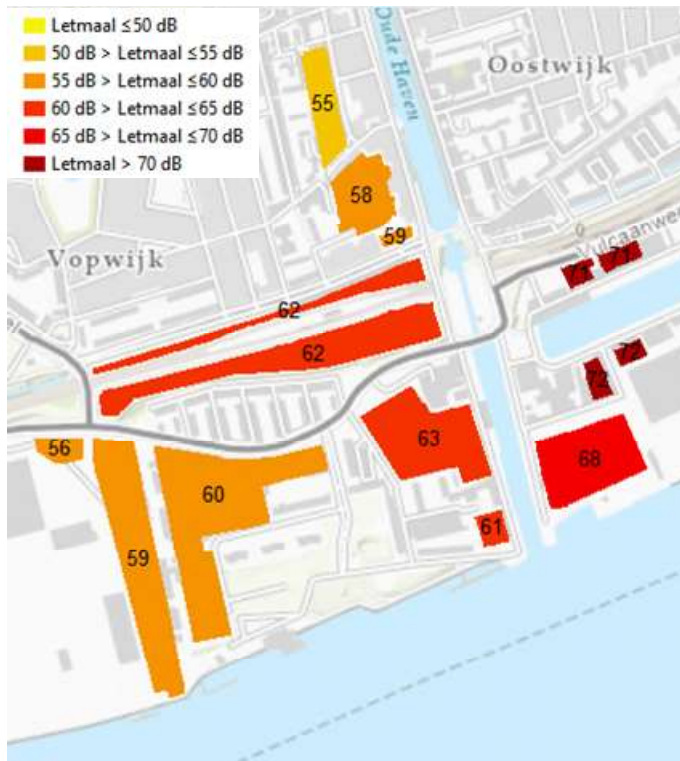 Letmaal ≤50 dB
50 dB > Letmaal ≤55 dB
55 dB > Letmaal ≤60 dB
60 dB > Letmaal ≤65 dB
65 dB > Letmaal ≤70 dB
Letmaal > 70 dB
Oude Haven
Oostwijk
55
58
59
Vulcaanweg
Vopwijk
71
71
62
62
72
72
63
56
60
68
61
59